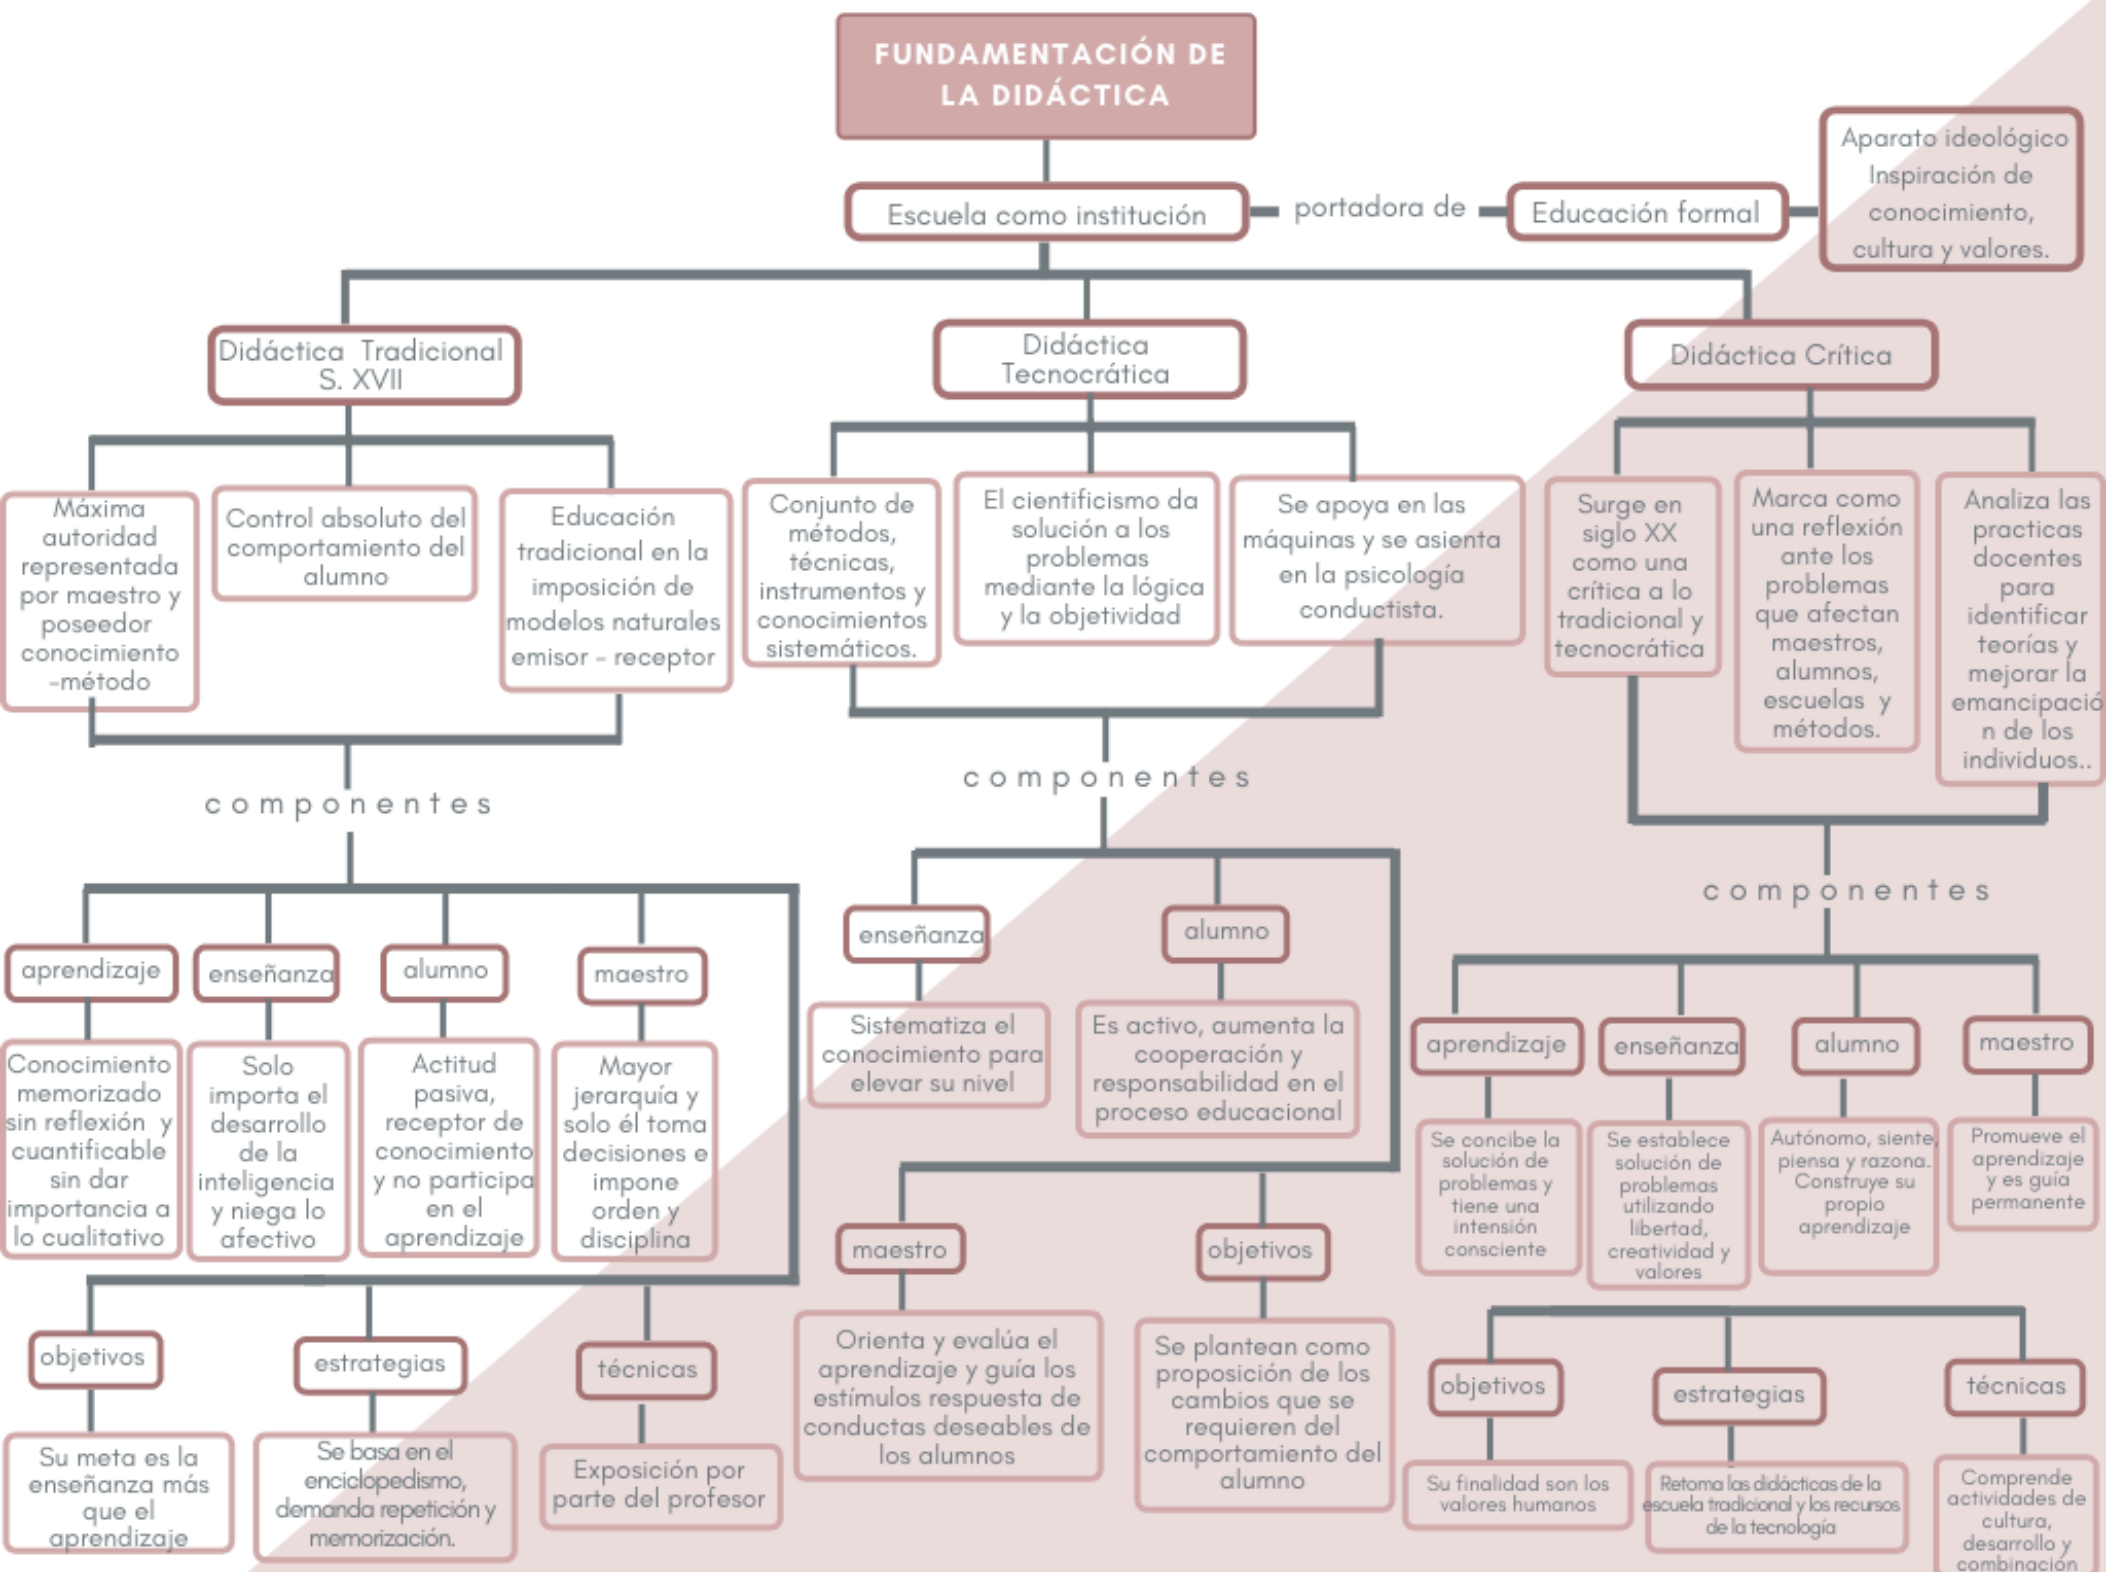 FUNDAMENTACIÓN DE
LA DIDÁCTICA
Escuela como institución
portadora de
Educación formal
Aparato ideológico
Inspiración de
conocimiento,
cultura y valores.
Didáctica Tradicional
S. XVII
Didáctica
Tecnocrática
Didáctica Crítica
Máxima
autoridad
representada
por maestro y
poseedor
conocimiento
-método
Control absoluto del
comportamiento del
alumno
Educación
tradicional en la
imposición de
modelos naturales
emisor - receptor
Conjunto de
métodos,
técnicas,
instrumentos y
conocimientos
sistemáticos.
El cientificismo da
solución a los
problemas
mediante la lógica
y la objetividad
Se apoya en las
máquinas y se asienta
en la psicología
conductista.
Surge en
siglo XX
como una
crítica a lo
tradicional y
tecnocrática
Marca como
una reflexión
ante los
problemas
que afectan
maestros,
alumnos,
escuelas y
métodos.
Analiza las
practicas
docentes
para
identificar
teorías y
mejorar la
emancipació
n de los
individuos..
componentes
componentes
componentes
aprendizaje
enseñanza
alumno
maestro
Conocimiento
memorizado
sin reflexión y
cuantificable
sin dar
importancia a
lo cualitativo
Solo
importa el
desarrollo
de la
inteligencia
y niega lo
afectivo
Actitud
pasiva,
receptor de
conocimiento
y no participa
en el
aprendizaje
Mayor
jerarquía y
solo él toma
decisiones e
impone
orden y
disciplina
objetivos
estrategias
técnicas
Su meta es la
enseñanza más
que el
aprendizaje
Se basa en el
enciclopedismo,
demanda repetición y
memorización.
Exposición por
parte del profesor
enseñanza
alumno
Sistematiza el
conocimiento para
elevar su nivel
Es activo, aumenta la
cooperación y
responsabilidad en el
proceso educacional
maestro
objetivos
Orienta y evalúa el
aprendizaje y guía los
estímulos respuesta de
conductas deseables de
los alumnos
Se plantean como
proposición de los
cambios que se
requieren del
comportamiento del
alumno
aprendizaje
enseñanza
alumno
maestro
Se concibe la
solución de
problemas y
tiene una
intensión
consciente
Se establece
solución de
problemas
utilizando
libertad,
creatividad y
valores
Autónomo, siente,
piensa y razona.
Construye su
propio
aprendizaje
Promueve el
aprendizaje
y es guía
permanente
objetivos
estrategias
técnicas
Su finalidad son los
valores humanos
Retoma las didácticas de la
escuela tradicional y los recursos
de la tecnología
Comprende
actividades de
cultura,
desarrollo y
combinación